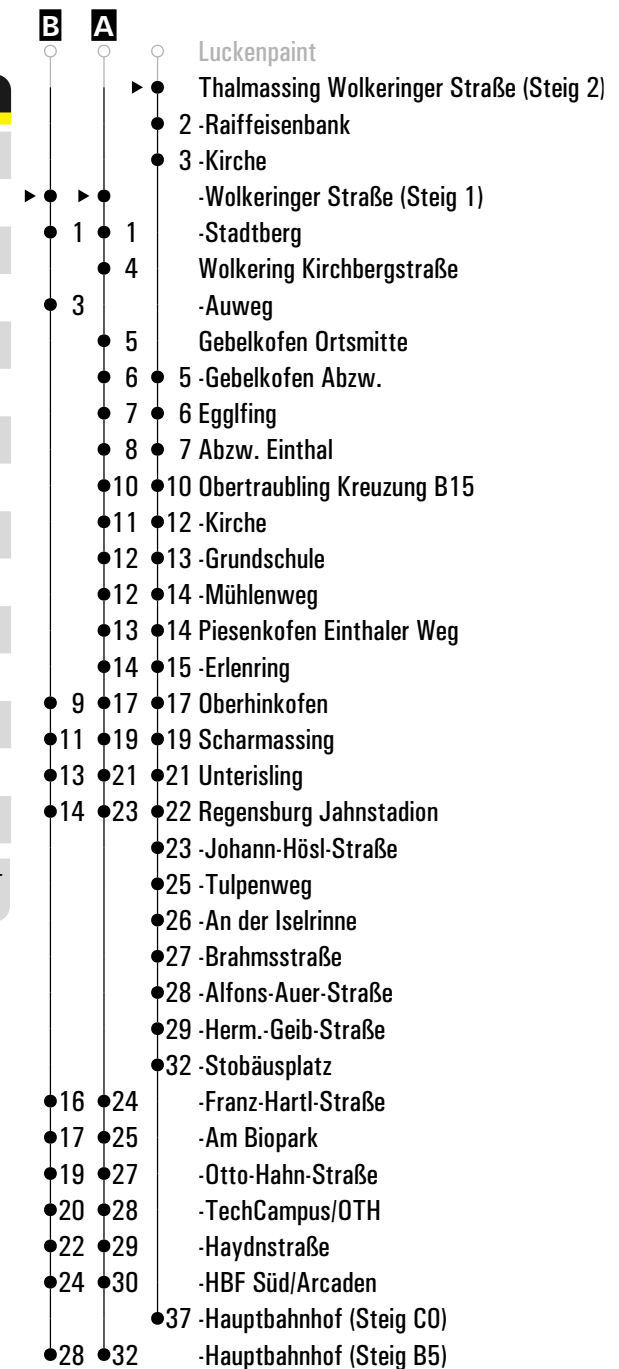 B A
Luckenpaint
Thalmassing Wolkeringer Straße (Steig 2)
2 -Raiffeisenbank
3 -Kirche
-Wolkeringer Straße (Steig 1)
1 1 -Stadtberg
4 Wolkering Kirchbergstraße
3 -Auweg
5 Gebelkofen Ortsmitte
6 5 -Gebelkofen Abzw.
7 6 Egglfing
8 7 Abzw. Einthal
10 10 Obertraubling Kreuzung B15
11 12 -Kirche
12 13 -Grundschule
12 14 -Mühlenweg
13 14 Piesenkofen Einthaler Weg
14 15 -Erlenring
9 17 17 Oberhinkofen
11 19 19 Scharmassing
13 21 21 Unterisling
14 23 22 Regensburg Jahnstadion
23 -Johann-Hösl-Straße
25 -Tulpenweg
26 -An der Iselrinne
27 -Brahmsstraße
28 -Alfons-Auer-Straße
29 -Herm.-Geib-Straße
32 -Stobäusplatz
16 24 -Franz-Hartl-Straße
17 25 -Am Biopark
19 27 -Otto-Hahn-Straße
20 28 -TechCampus/OTH
22 29 -Haydnstraße
24 30 -HBF Süd/Arcaden
37 -Hauptbahnhof (Steig C0)
28 32 -Hauptbahnhof (Steig B5)